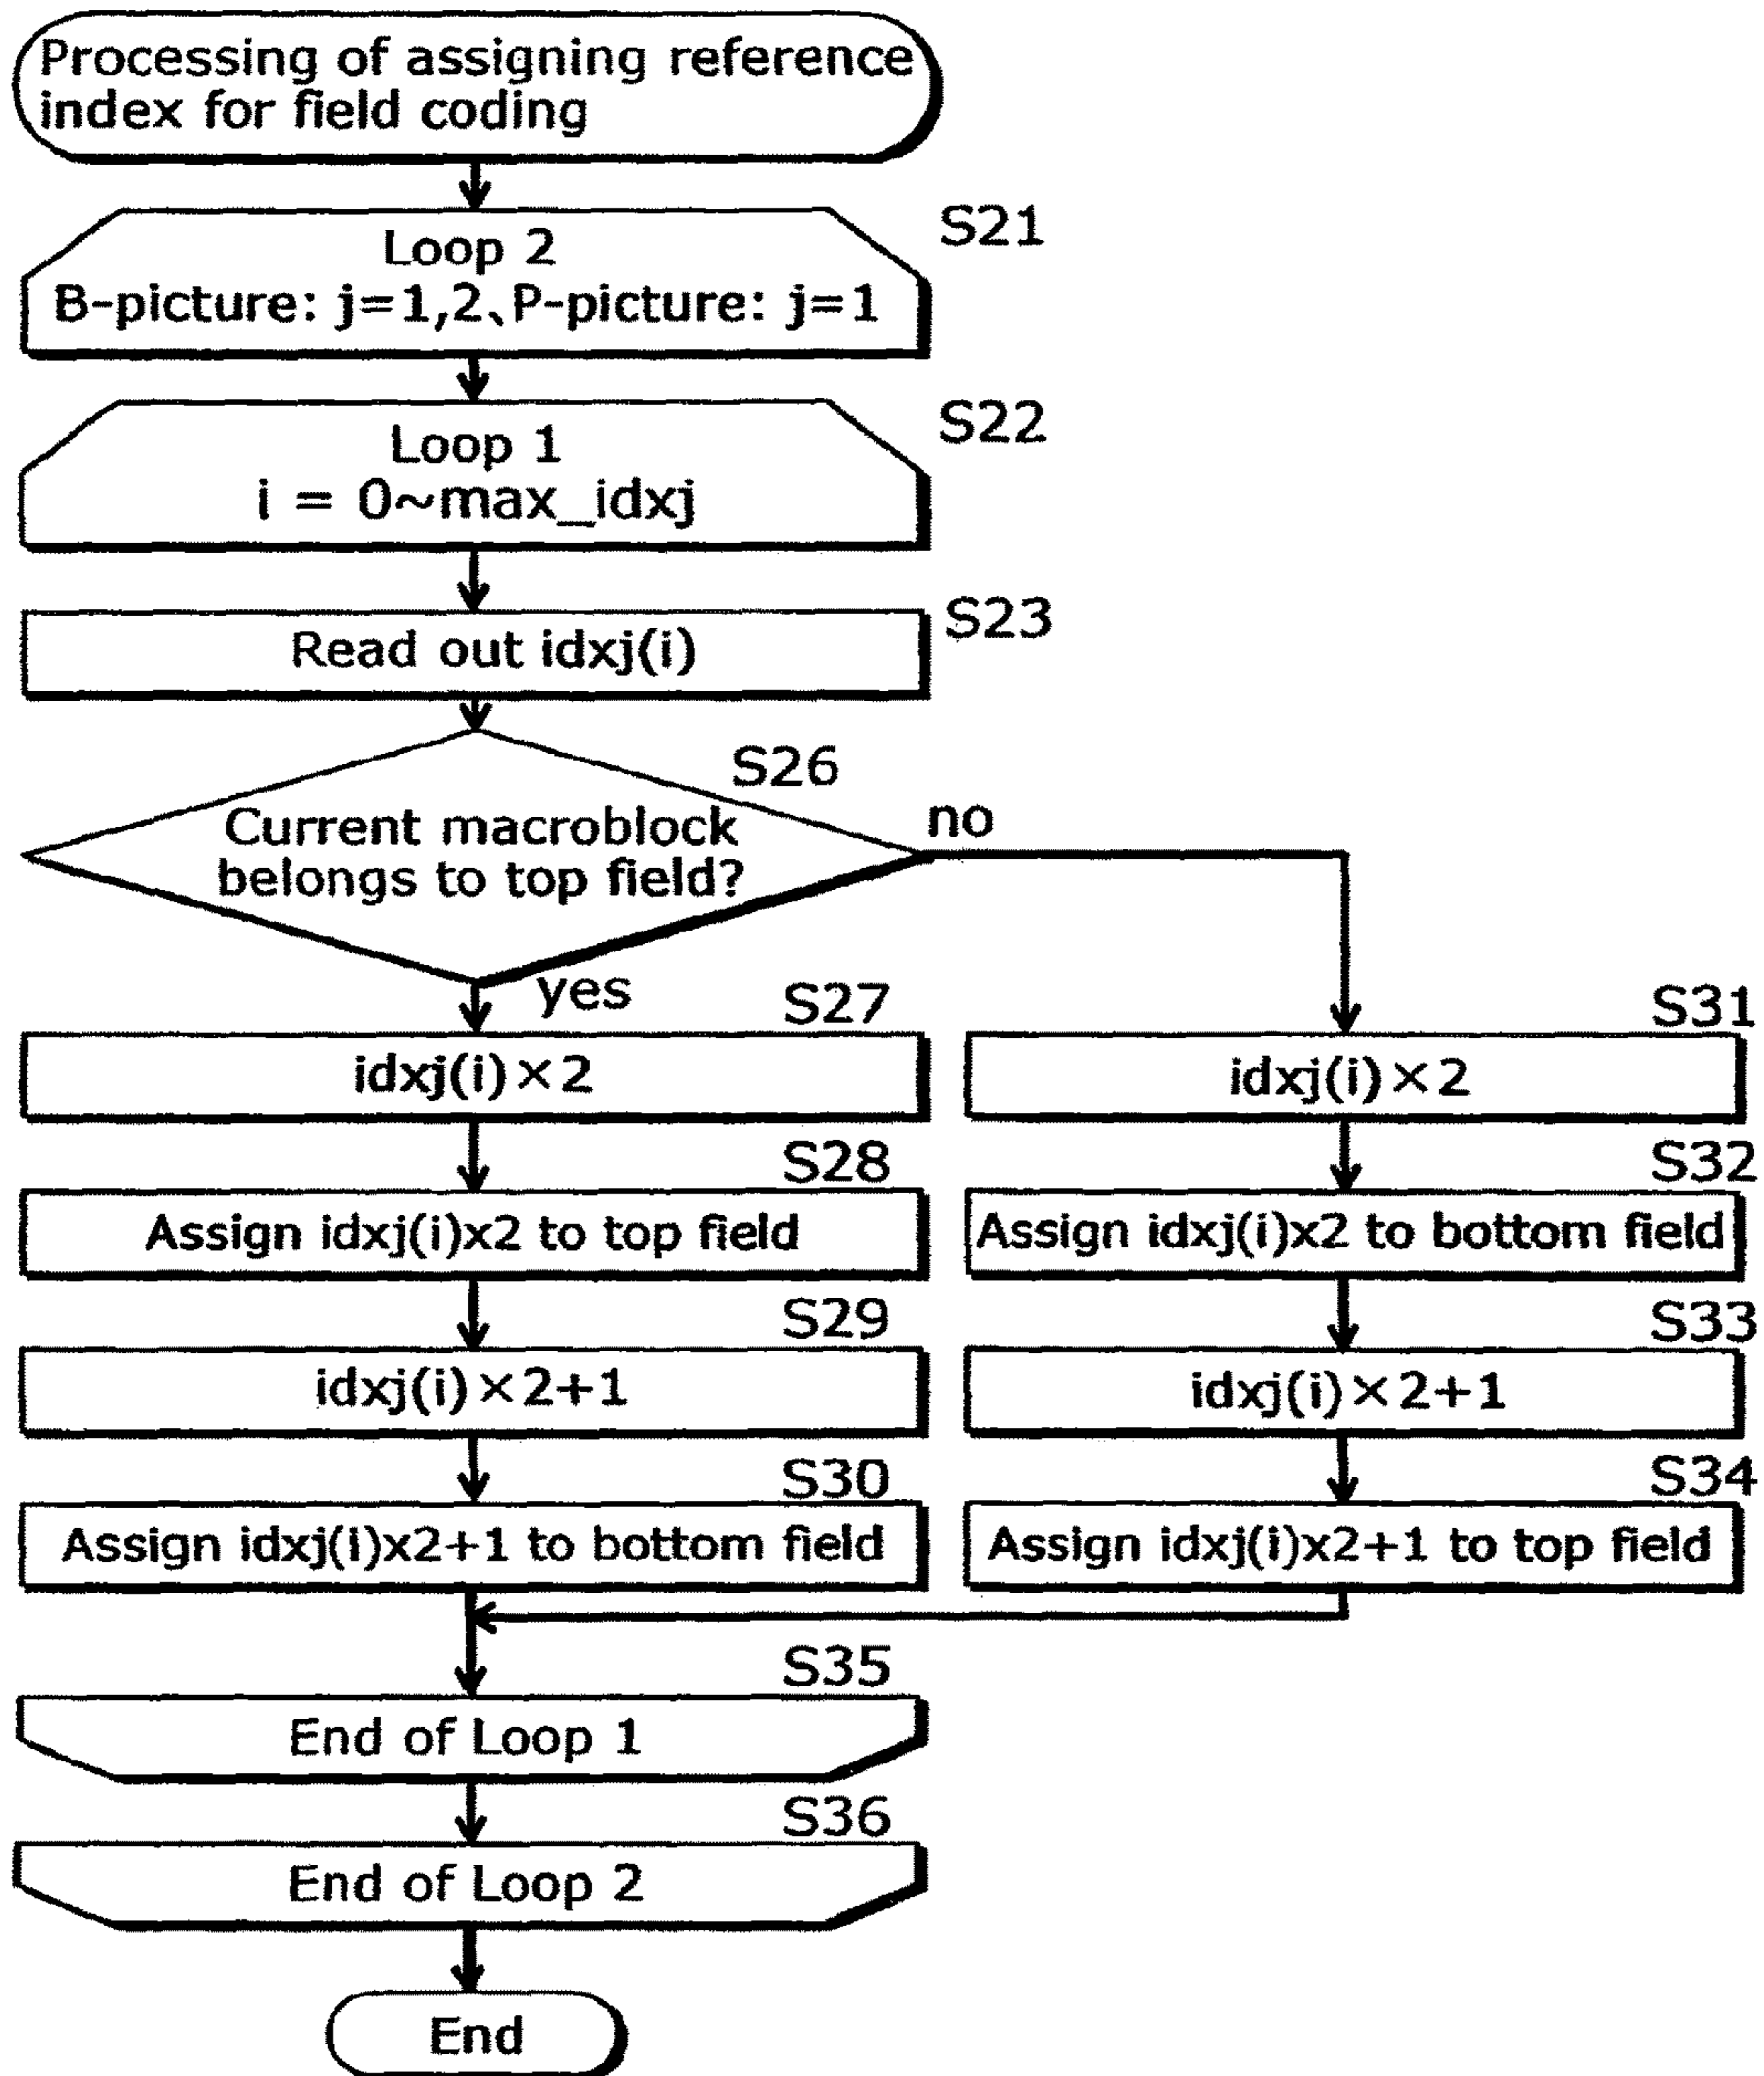 Processing of assigning reference
index for field coding
S21
Loop 2
B-picture: j=1,2、P-picture: j=1
S22
Loop 1
i = 0~max_idxj
S23
Read out idxj(i)
S26
Current macroblock
belongs to top field?
no
yes
S27
idxj(i)×2
S28
Assign idxj(i)x2 to top field
S29
idxj(i)×2+1
S30
Assign idxj(i)x2+1 to bottom field
S31
idxj(i)×2
S32
Assign idxj(i)x2 to bottom field
S33
idxj(i)×2+1
S34
Assign idxj(i)x2+1 to top field
S35
End of Loop 1
S36
End of Loop 2
End